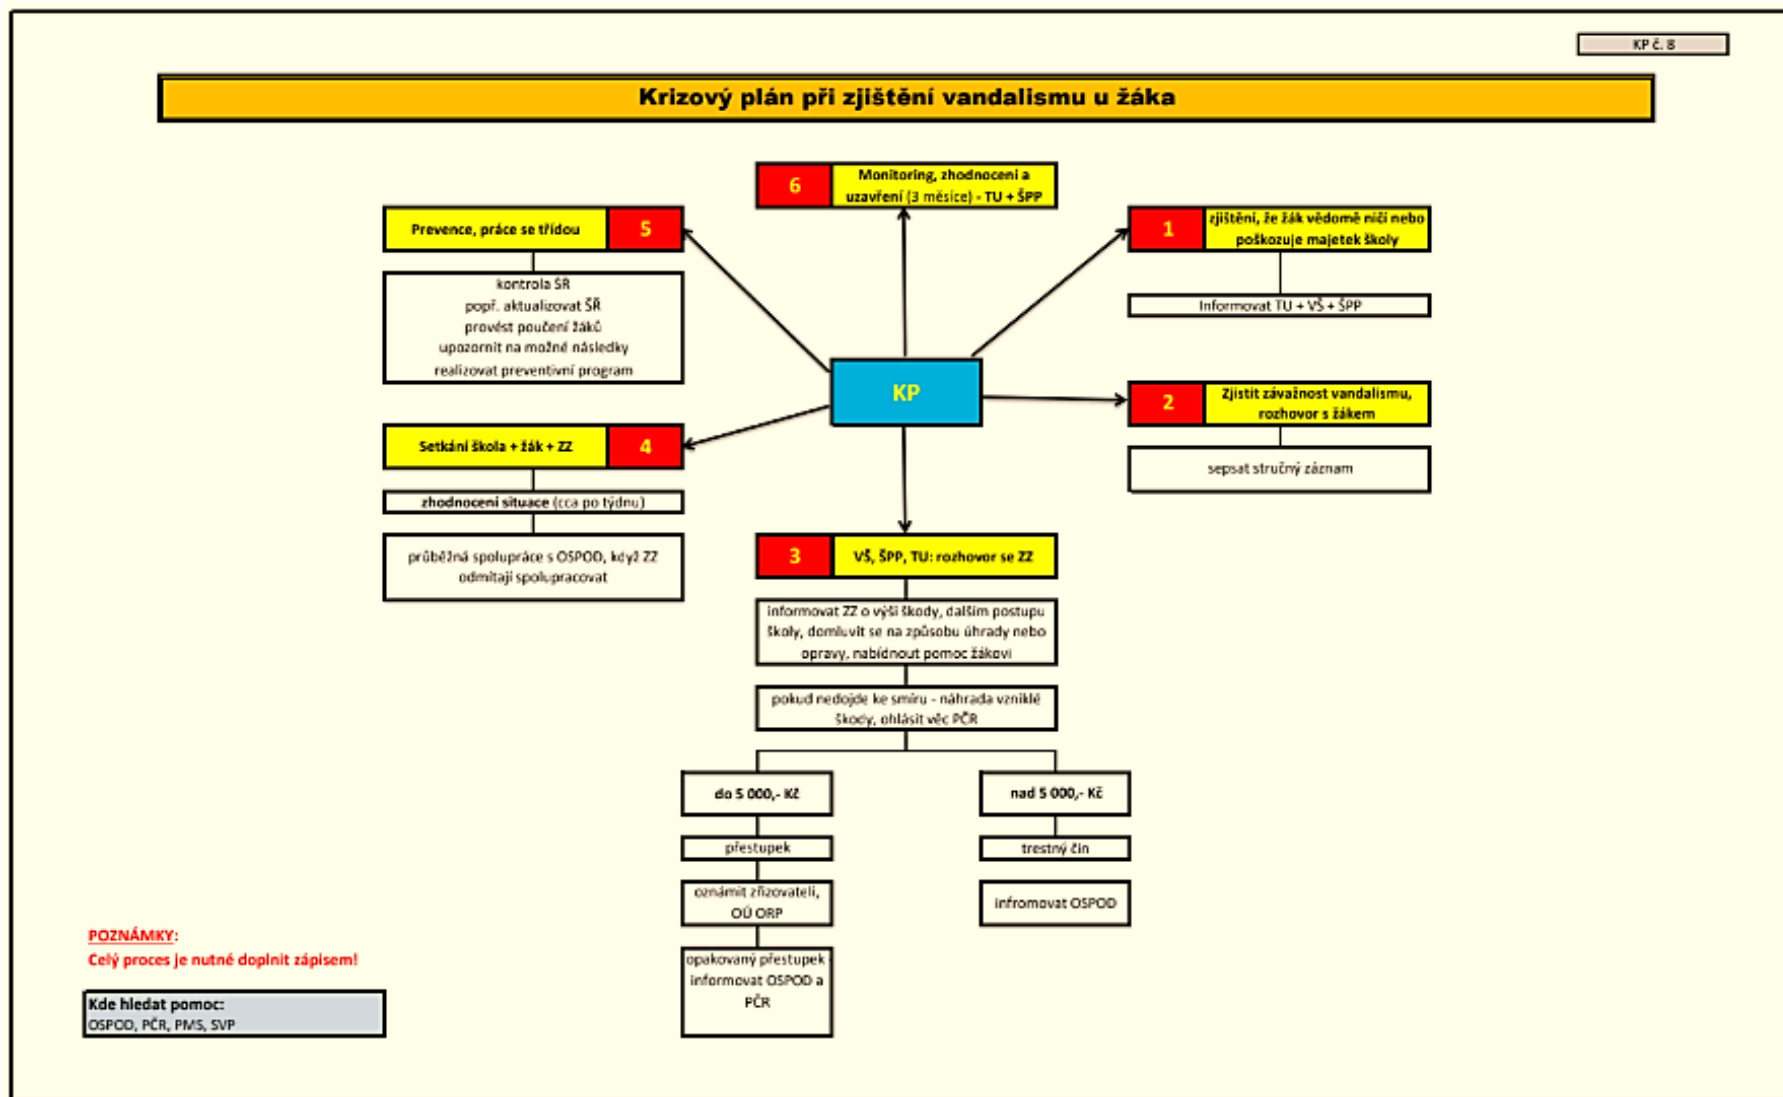 KP č. 8
Krizový plán při zjištění vandalismu u žáka
6
Monitoring, zhodnocení a
uzavření (3 měsíce) - TU + ŠPP
Prevence, práce se třídou
5
kontrola ŠŘ
popř. aktualizovat ŠŘ
provést poučení žáků
upozornit na možné následky
realizovat preventivní program
1
zjištění, že žák vědomě ničí nebo
poškozuje majetek školy
Informovat TU + VŠ + ŠPP
KP
2
Zjistit závažnost vandalismu,
rozhovor s žákem
sepsat stručný záznam
Setkání škola + žák + ZZ
4
zhodnocení situace (cca po týdnu)
průběžná spolupráce s OSPOD, když ZZ
odmítají spolupracovat
3
VŠ, ŠPP, TU: rozhovor se ZZ
informovat ZZ o výši škody, dalším postupu
školy, domluvit se na způsobu úhrady nebo
opravy, nabídnout pomoc žákovi
pokud nedojde ke smíru - náhrada vzniklé
škody, ohlásit věc PČR
do 5 000,- Kč
přestupek
oznámit zřizovateli,
OÚ ORP
opakovaný přestupek
informovat OSPOD a
PČR
nad 5 000,- Kč
trestný čin
infromovat OSPOD
POZNÁMKY:
Celý proces je nutné doplnit zápisem!
Kde hledat pomoc:
OSPOD, PČR, PMS, SVP